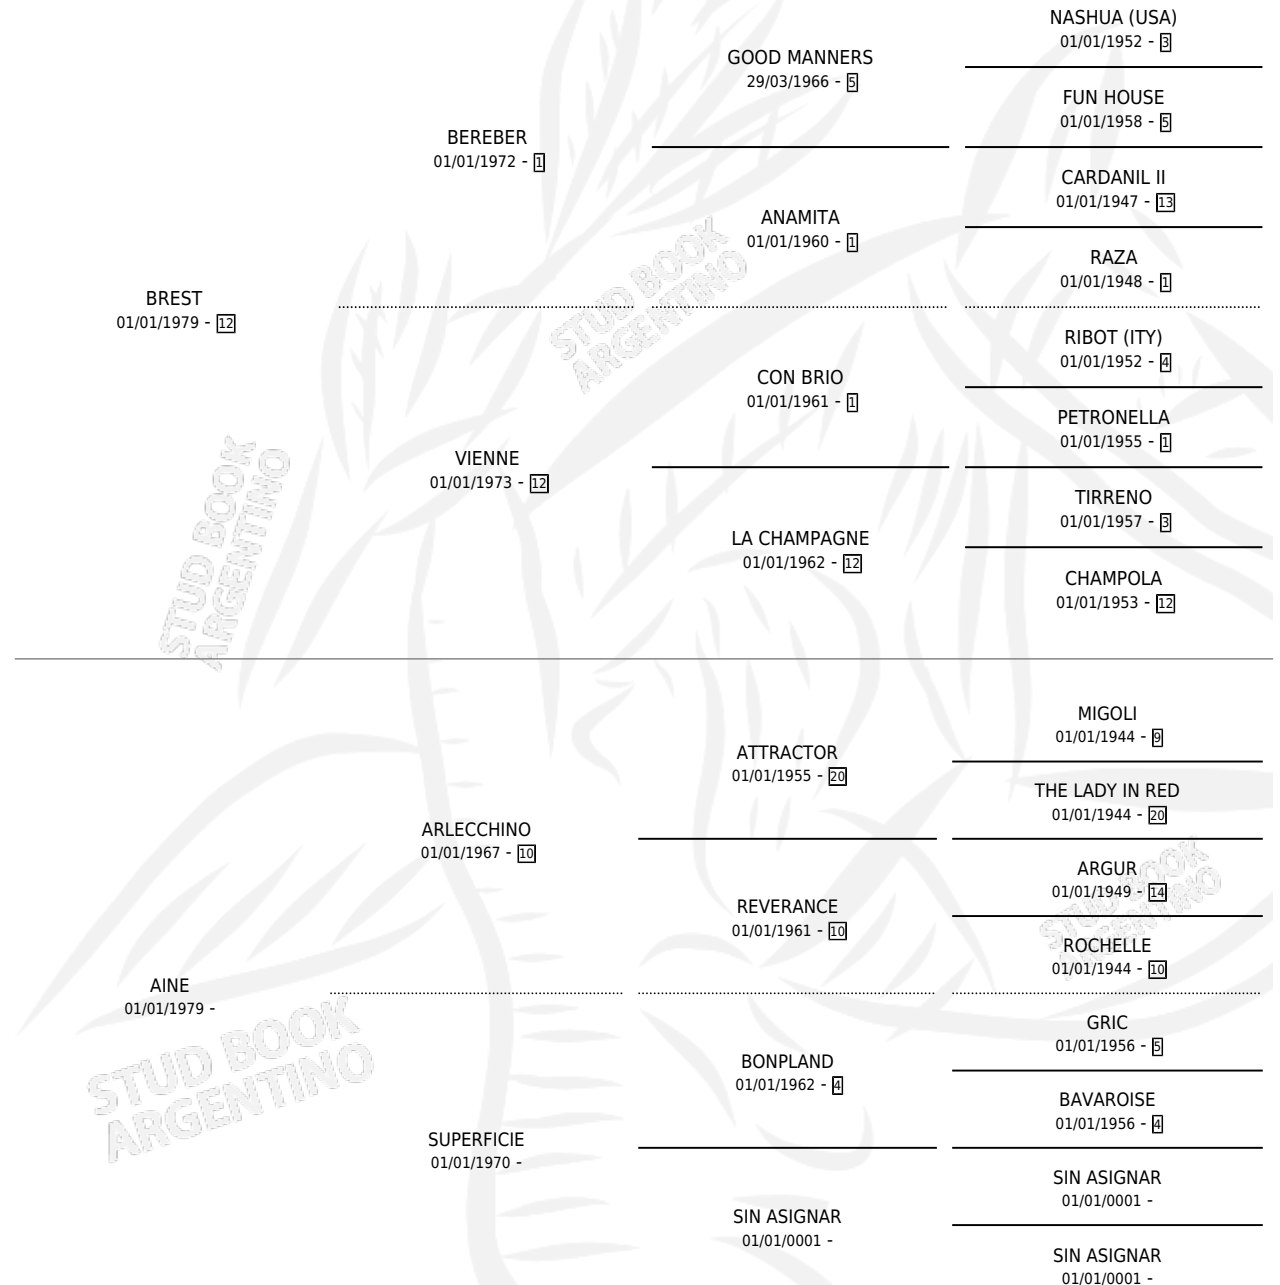 NASHUA (USA)
01/01/1952 - 3
GOOD MANNERS
29/03/1966 - 5
FUN HOUSE
01/01/1958 - 5
BEREBER
01/01/1972 - 1
CARDANIL II
01/01/1947 - 13
ANAMITA
01/01/1960 - 1
RAZA
01/01/1948 - 1
BREST
01/01/1979 - 12
STUD BOOK
ARGENTINO
RIBOT (ITY)
01/01/1952 - 4
CON BRIO
01/01/1961 - 1
PETRONELLA
01/01/1955 - 1
VIENNE
01/01/1973 - 12
STUD BOOK
ARGENTINO
TIRRENO
01/01/1957 - 3
LA CHAMPAGNE
01/01/1962 - 12
CHAMPOLA
01/01/1953 - 12
MIGOLI
01/01/1944 - 9
ATTRACTOR
01/01/1955 - 20
THE LADY IN RED
01/01/1944 - 20
ARLECCHINO
01/01/1967 - 10
ARGUR
01/01/1949 - 14
STUD BOOK
ARGENTINO
REVERANCE
01/01/1961 - 10
ROCHELLE
01/01/1944 - 10
AINE
01/01/1979 -
STUD BOOK
ARGENTINO
GRIC
01/01/1956 - 5
BONPLAND
01/01/1962 - 4
BAVAROISE
01/01/1956 - 4
SUPERFICIE
01/01/1970 -
SIN ASIGNAR
01/01/0001 -
SIN ASIGNAR
01/01/0001 -
SIN ASIGNAR
01/01/0001 -